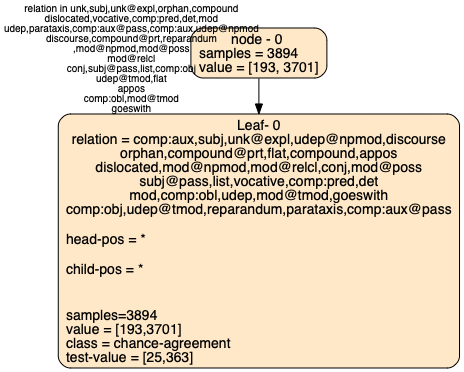 relation in unk,subj,unk@expl,orphan,compound
dislocated,vocative,comp:pred,det,mod
udep,parataxis,comp:aux@pass,comp:aux,udep@npmod
discourse,compound@prt,reparandum
,mod@npmod,mod@poss
mod@relcl
conj,subj@pass,list,comp:obj
udep@tmod,flat
appos
comp:obl,mod@tmod
goeswith
node - 0
samples = 3894
value = [193, 3701]
Leaf- 0
relation = comp:aux,subj,unk@expl,udep@npmod,discourse
orphan,compound@prt,flat,compound,appos
dislocated,mod@npmod,mod@relcl,conj,mod@poss
subj@pass,list,vocative,comp:pred,det
mod,comp:obl,udep,mod@tmod,goeswith
comp:obj,udep@tmod,reparandum,parataxis,comp:aux@pass
head-pos = *
child-pos = *
samples=3894
value = [193,3701]
class = chance-agreement
test-value = [25,363]